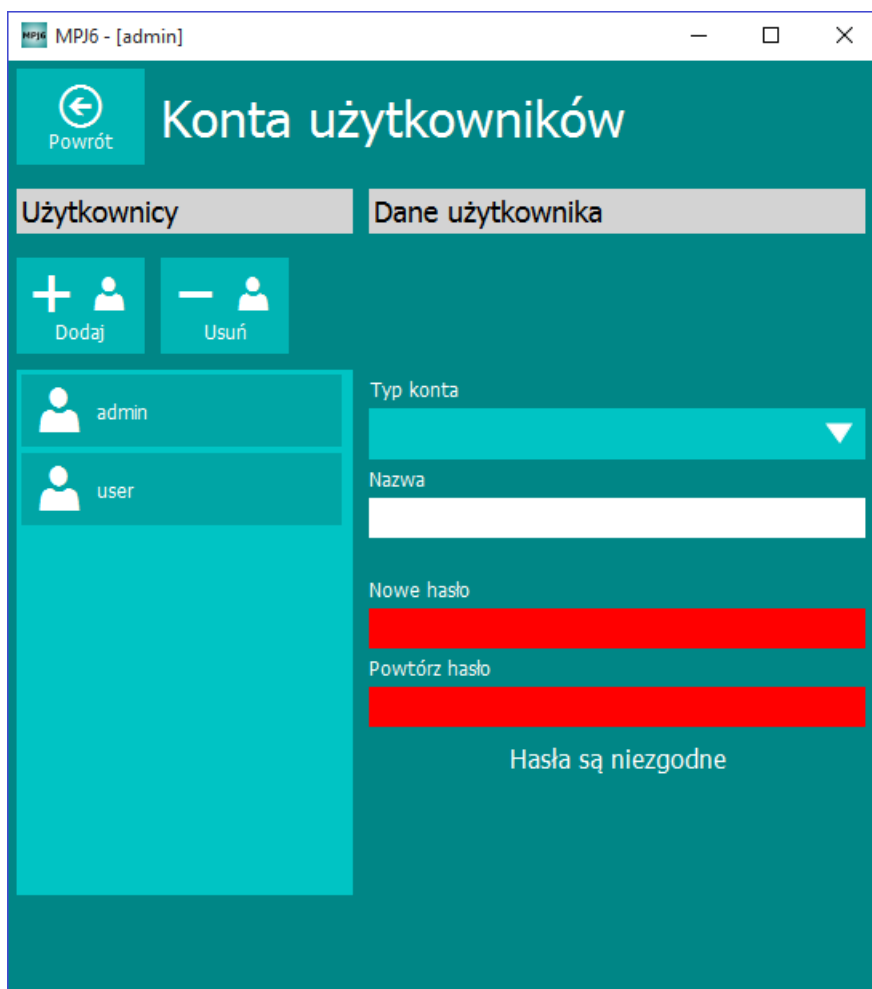 MPJ6 MPJ6 - [admin]
Powrót
Konta użytkowników
Użytkownicy
Dane użytkownika
Dodaj
Usuń
admin
user
Typ konta
Nazwa
Nowe hasło
Powtórz hasło
Hasła są niezgodne